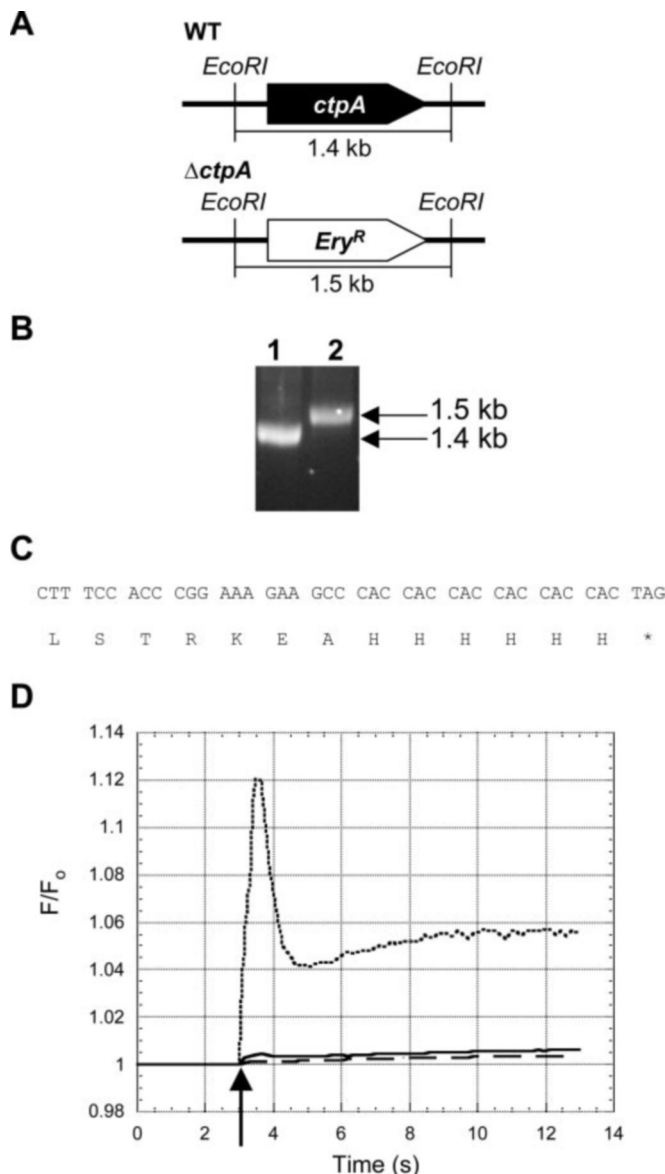 A
WT
EcoRI EcoRI
ctpA
1.4 kb
ΔctpA
EcoRI EcoRI
Ery^R
1.5 kb
B
1 2
1.5 kb
1.4 kb
C
CTT TCC ACC CGG AAA GAA GCC CAC CAC CAC CAC CAC CAC TAG
L S T R K E A H H H H H H *
D
1.14
1.12
1.1
1.08
1.06
1.04
1.02
1
0.98
F/Fo
0 2 4 6 8 10 12 14
Time (s)